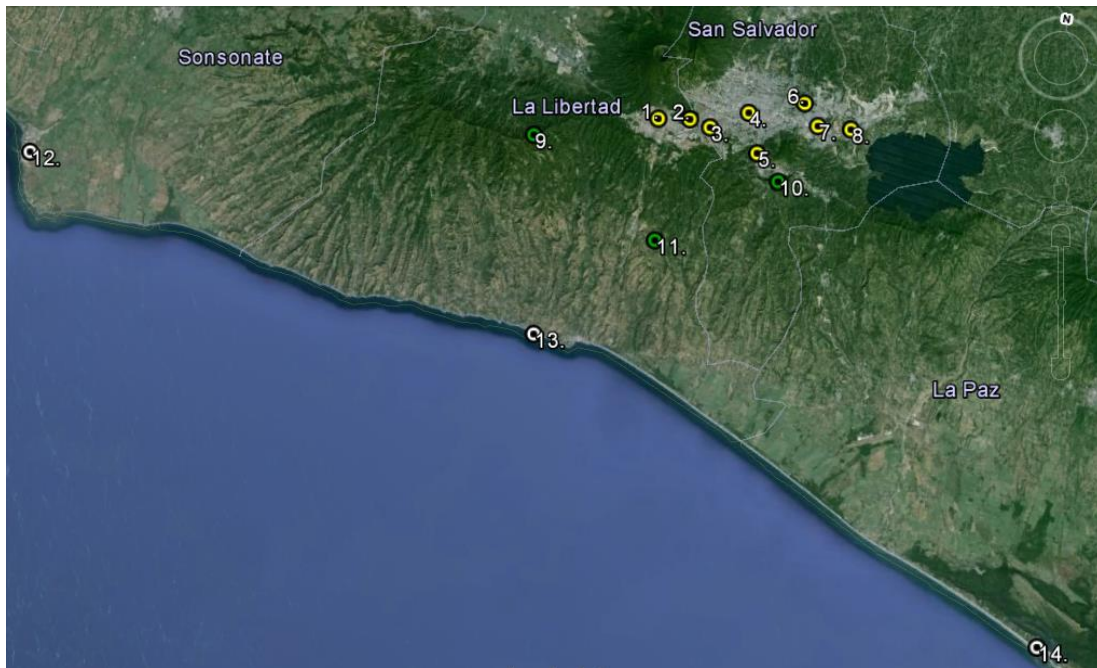 N
San Salvador
Sonsonate
La Libertad
1. 2. 3. 4. 5. 6. 7. 8.
9.
10.
11.
12.
13.
La Paz
14.